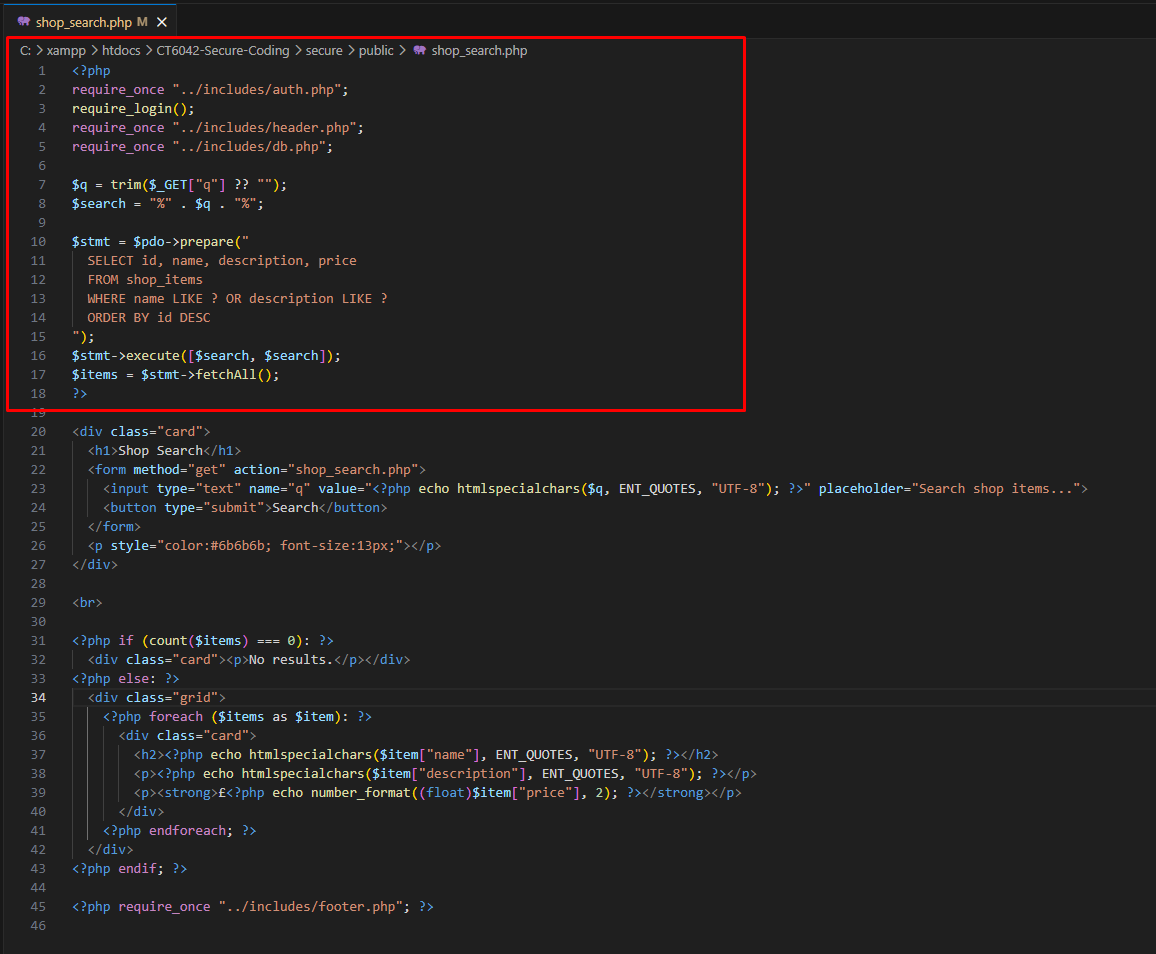 shop_search.php M ×
C: > xampp > htdocs > CT6042-Secure-Coding > secure > public > shop_search.php
1 <?php
2 require_once "../includes/auth.php";
3 require_login();
4 require_once "../includes/header.php";
5 require_once "../includes/db.php";
6
7 $q = trim($_GET["q"] ?? "");
8 $search = "%" . $q . "%";
9
10 $stmt = $pdo->prepare("
11   SELECT id, name, description, price
12   FROM shop_items
13   WHERE name LIKE ? OR description LIKE ?
14   ORDER BY id DESC
15 ");
16 $stmt->execute([$search, $search]);
17 $items = $stmt->fetchAll();
18 ?>
19
20 <div class="card">
21   <h1>Shop Search</h1>
22   <form method="get" action="shop_search.php">
23     <input type="text" name="q" value="<?php echo htmlspecialchars($q, ENT_QUOTES, "UTF-8"); ?>" placeholder="Search shop items...">
24     <button type="submit">Search</button>
25   </form>
26   <p style="color:#6b6b6b; font-size:13px;"></p>
27 </div>
28
29 <br>
30
31 <?php if (count($items) === 0): ?>
32   <div class="card"><p>No results.</p></div>
33 <?php else: ?>
34   <div class="grid">
35     <?php foreach ($items as $item): ?>
36       <div class="card">
37         <h2><?php echo htmlspecialchars($item["name"], ENT_QUOTES, "UTF-8"); ?></h2>
38         <p><?php echo htmlspecialchars($item["description"], ENT_QUOTES, "UTF-8"); ?></p>
39         <p><strong>£<?php echo number_format((float)$item["price"], 2); ?></strong></p>
40       </div>
41     <?php endforeach; ?>
42   </div>
43 <?php endif; ?>
44
45 <?php require_once "../includes/footer.php"; ?>
46